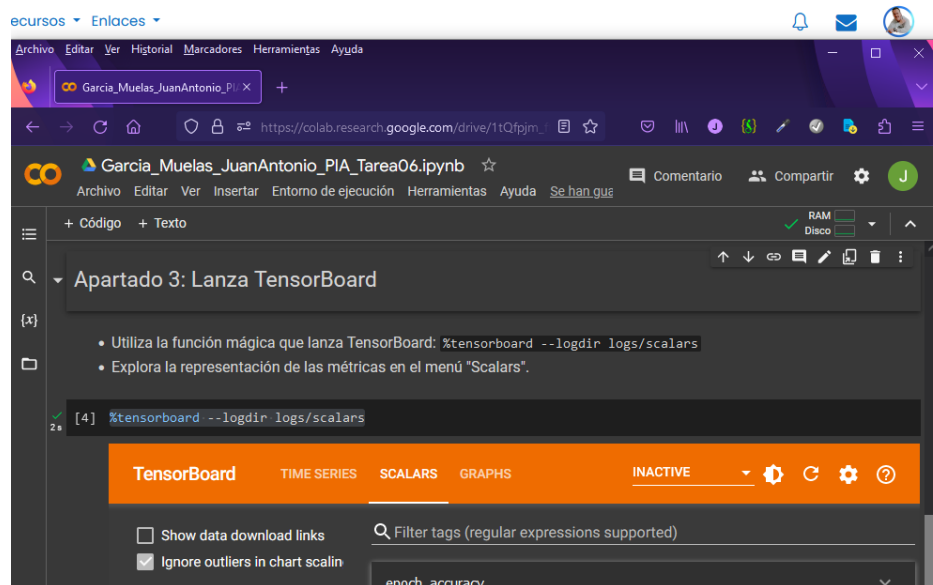 ecursos Enlaces
Archivo Editar Ver Historial Marcadores Herramientas Ayuda
Garcia_Muelas_JuanAntonio_PI
https://colab.research.google.com/drive/1tQfpjm_
Garcia_Muelas_JuanAntonio_PIA_Tarea06.ipynb
Comentario Compartir J
Archivo Editar Ver Insertar Entorno de ejecución Herramientas Ayuda Se han gua
+ Código + Texto
RAM
Disco
Apartado 3: Lanza TensorBoard
{x}
• Utiliza la función mágica que lanza TensorBoard: %tensorboard --logdir logs/scalars
• Explora la representación de las métricas en el menú "Scalars".
[4] %tensorboard --logdir logs/scalars
2 s
TensorBoard TIME SERIES SCALARS GRAPHS INACTIVE
Show data download links
Filter tags (regular expressions supported)
Ignore outliers in chart scalin
epoch_accuracy